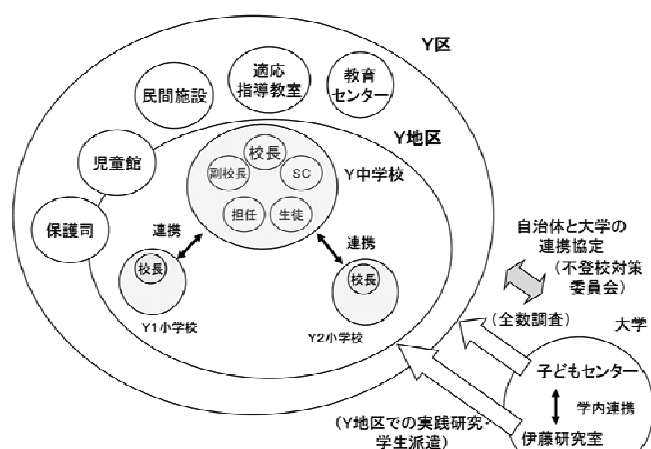 Y区
適応
指導教室
教育
センター
民間施設
Y地区
児童館
校長
副校長
SC
Y中学校
担任
生徒
保護司
連携
連携
校長
校長
Y1小学校
Y2小学校
自治体と大学の
連携協定
(不登校対策
委員会)
(全数調査)
大学
子どもセンター
学内連携
伊藤研究室
(Y地区での実践研究・
学生派遣)